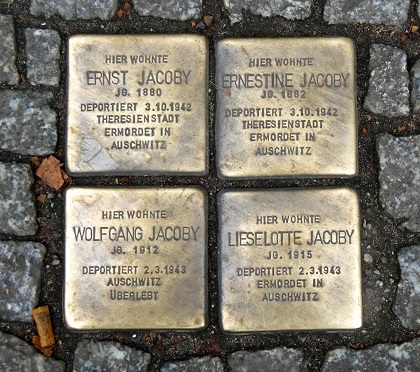 HIER WOHNTE
ERNST JACOBY
JG. 1880
DEPORTIERT 3.10.1942
THERESIENSTADT
ERMORDET IN
AUSCHWITZ
HIER WOHNTE
ERNESTINE JACOBY
JG. 1882
DEPORTIERT 3.10.1942
THERESIENSTADT
ERMORDET IN
AUSCHWITZ
HIER WOHNTE
WOLFGANG JACOBY
JG. 1912
DEPORTIERT 2.3.1943
AUSCHWITZ
ÜBERLEBT
HIER WOHNTE
LIESELOTTE JACOBY
JG. 1915
DEPORTIERT 2.3.1943
ERMORDET IN
AUSCHWITZ